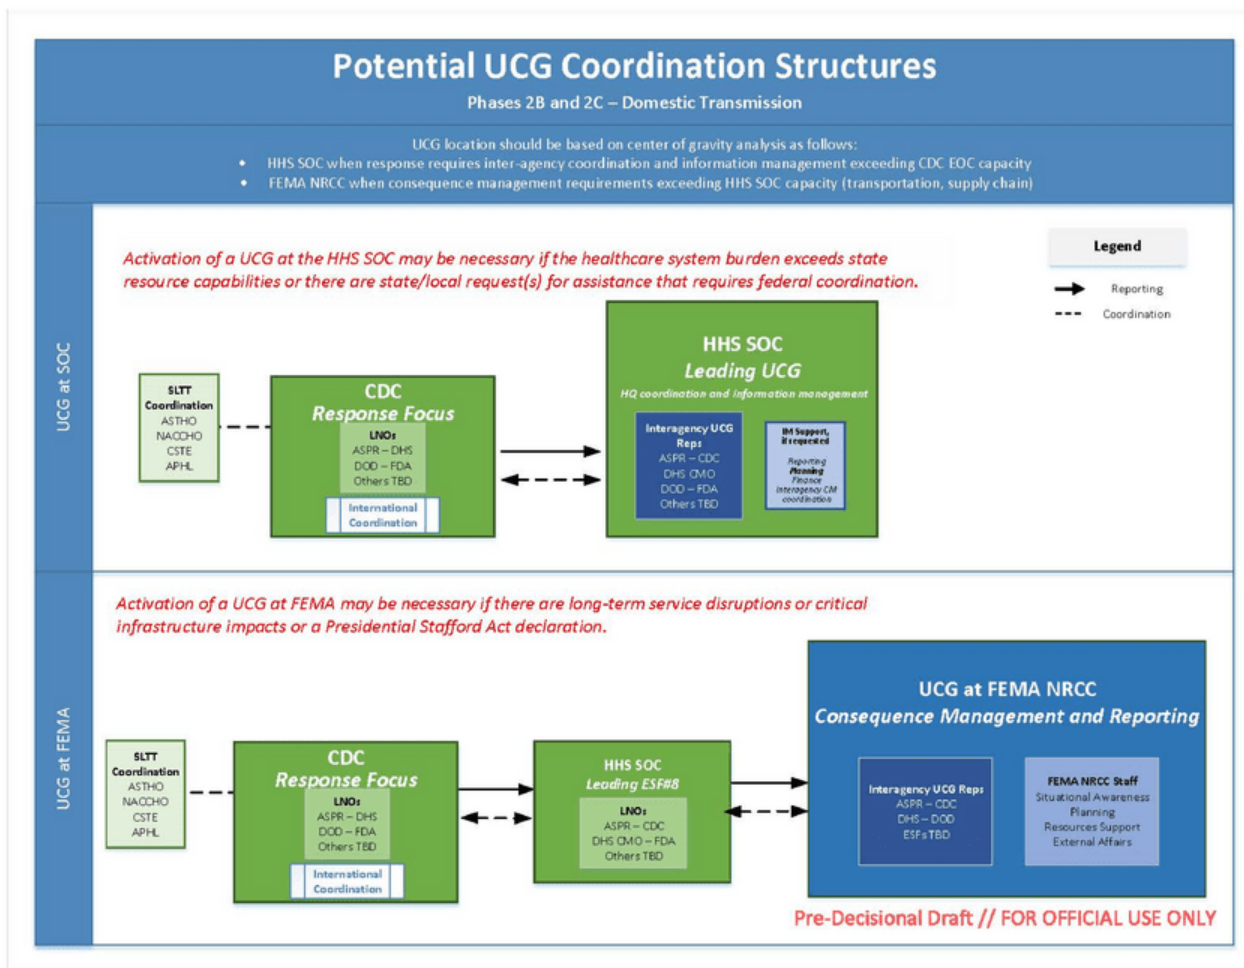 Potential UCG Coordination Structures
Phases 2B and 2C – Domestic Transmission
UCG location should be based on center of gravity analysis as follows:
• HHS SOC when response requires inter-agency coordination and information management exceeding CDC EOC capacity
• FEMA NRCC when consequence management requirements exceeding HHS SOC capacity (transportation, supply chain)
UCG at SOC
Activation of a UCG at the HHS SOC may be necessary if the healthcare system burden exceeds state
resource capabilities or there are state/local request(s) for assistance that requires federal coordination.
Legend
Reporting
Coordination
SLTT
Coordination
ASTHO
NACCHO
CSTE
APHL
CDC
Response Focus
LNOs
ASPR – DHS
DOD – FDA
Others TBD
International
Coordination
HHS SOC
Leading UCG
HQ coordination and information management
Interagency UCG
Reps
ASPR – CDC
DHS CMO
DOD – FDA
Others TBD
IM Support,
if requested
Reporting
Planning
Finance
Interagency CM
coordination
UCG at FEMA
Activation of a UCG at FEMA may be necessary if there are long-term service disruptions or critical
infrastructure impacts or a Presidential Stafford Act declaration.
SLTT
Coordination
ASTHO
NACCHO
CSTE
APHL
CDC
Response Focus
LNOs
ASPR – DHS
DOD – FDA
Others TBD
International
Coordination
HHS SOC
Leading ESF#8
LNOs
ASPR – CDC
DHS CMO – FDA
Others TBD
UCG at FEMA NRCC
Consequence Management and Reporting
Interagency UCG Reps
ASPR – CDC
DHS – DOD
ESFs TBD
FEMA NRCC Staff
Situational Awareness
Planning
Resources Support
External Affairs
Pre-Decisional Draft // FOR OFFICIAL USE ONLY